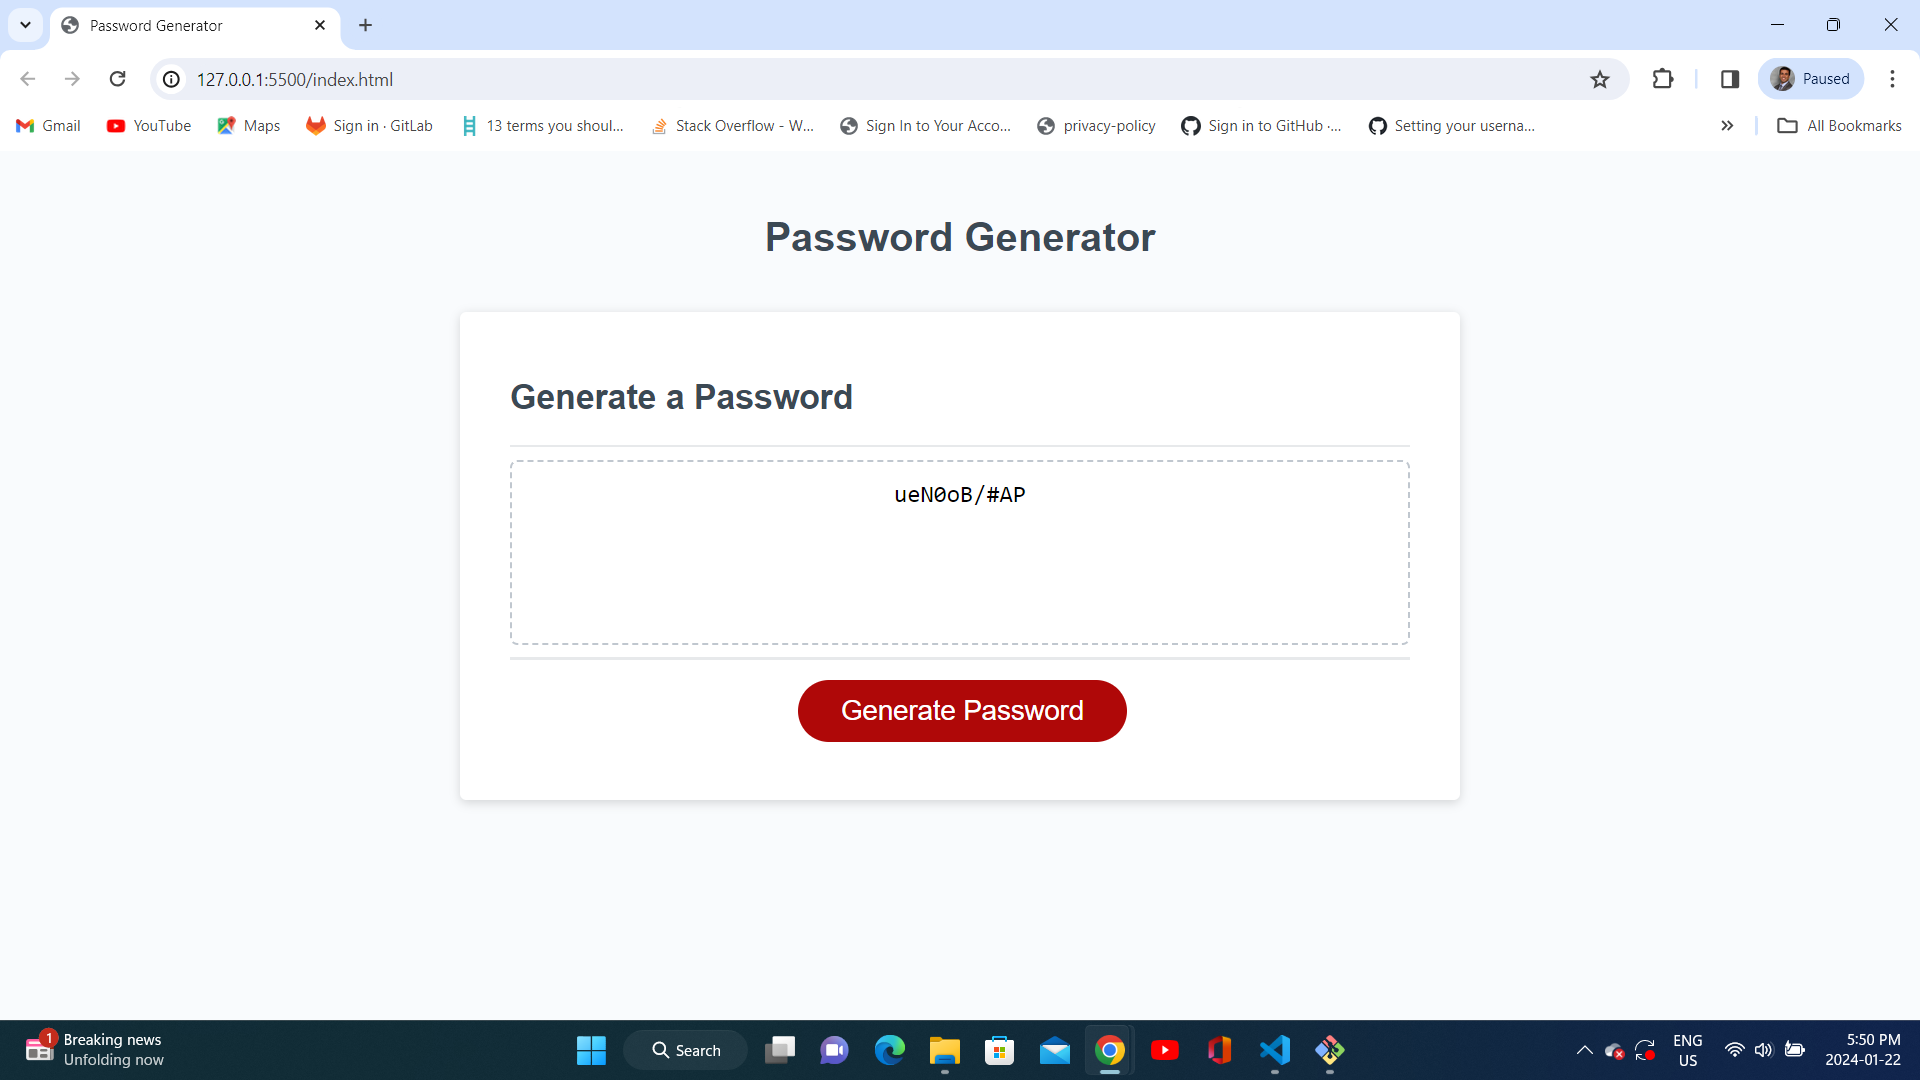 Password Generator
127.0.0.1:5500/index.html
Paused
Gmail
YouTube
Maps
Sign in · GitLab
13 terms you shoul...
Stack Overflow - W...
Sign In to Your Acco...
privacy-policy
Sign in to GitHub ·...
Setting your userna...
All Bookmarks
Password Generator
Generate a Password
ueN0oB/#AP
Generate Password
1
Breaking news
Unfolding now
Search
ENG
US
5:50 PM
2024-01-22